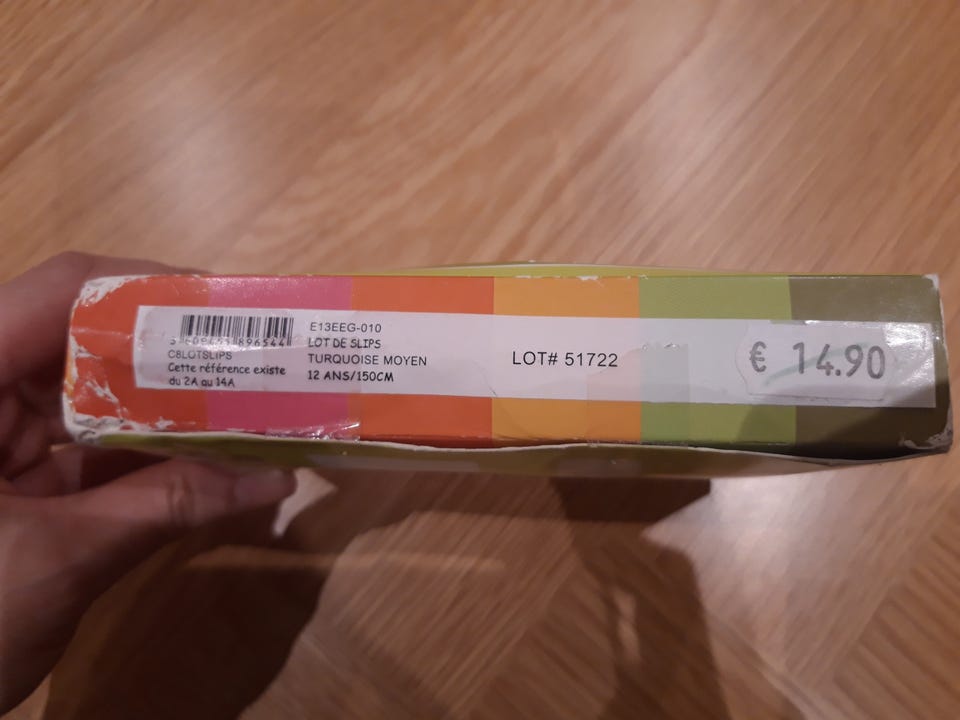 E13EEG-010
LOT DE SLIPS
TURQUOISE MOYEN
12 ANS/150CM
C8LOTSLIPS
Cette référence existe
du 2A au 14A
LOT# 51722
€ 14.90